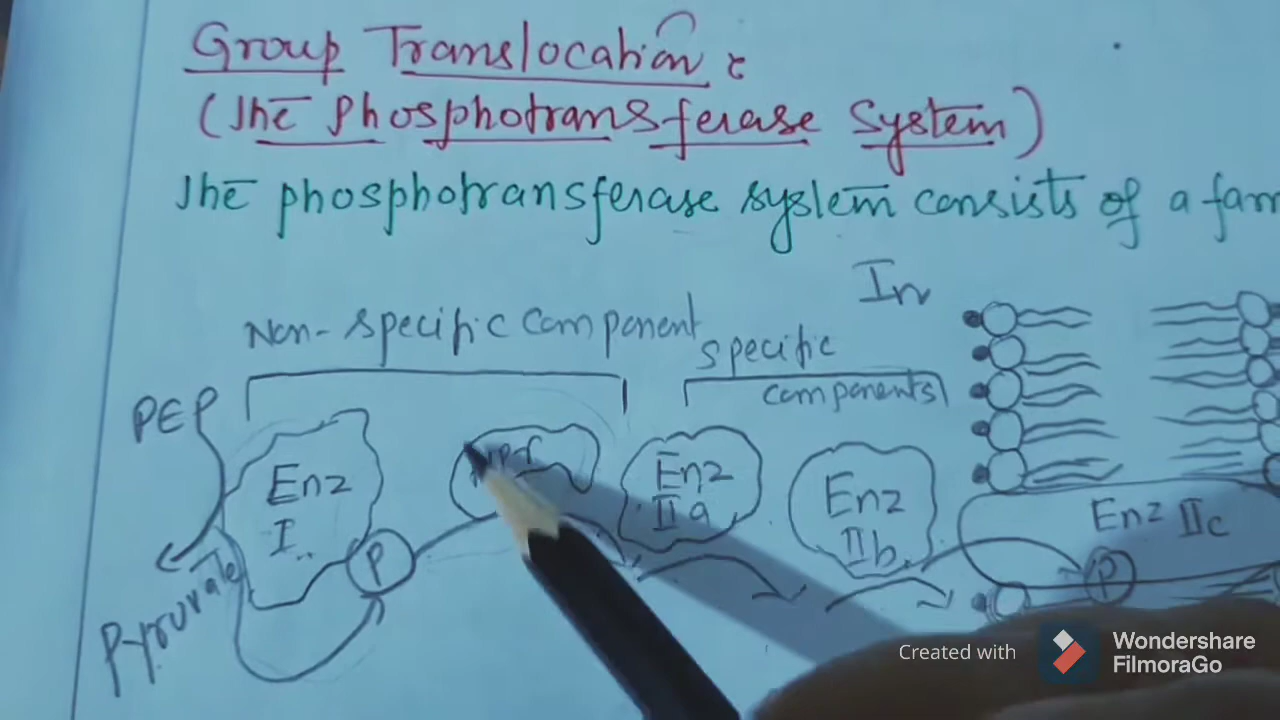 Group Translocation :
(The Phosphotransferase System)
The phosphotransferase system consists of a fam
In
Non-specific component
specific
components
PEP
Enz
I
P
Enz
IIa
Enz
IIb
Enz IIc
P
Pyruvate
Created with
Wondershare
FilmoraGo